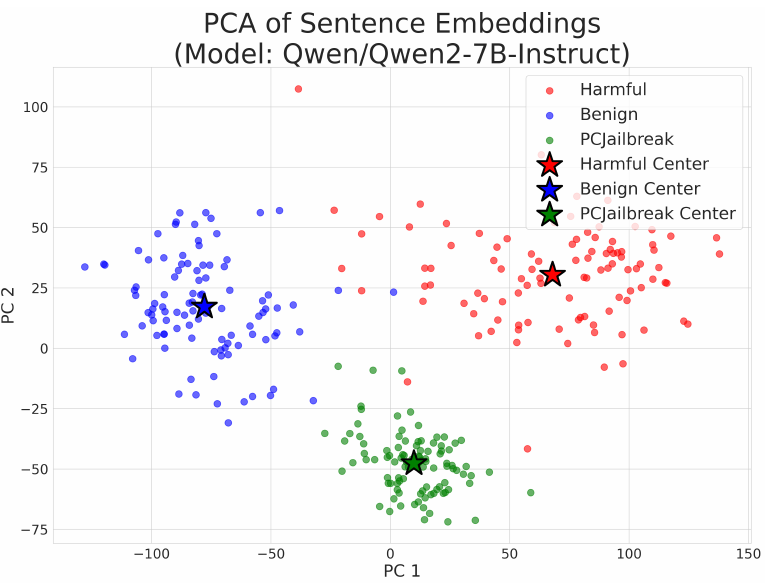 PCA of Sentence Embeddings
(Model: Qwen/Qwen2-7B-Instruct)
Harmful
Benign
PCJailbreak
Harmful Center
Benign Center
PCJailbreak Center
PC 2
100
75
50
25
0
−25
−50
−75
−100
−50
0
50
100
150
PC 1